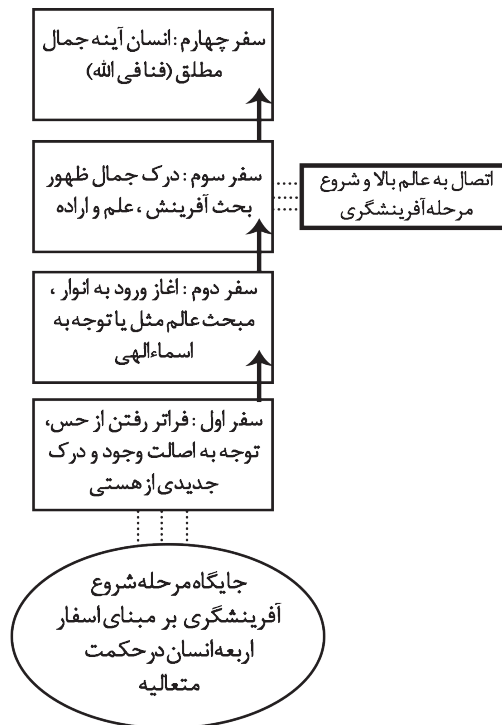 سفر چهارم : انسان آینه جمال
مطلق (فنا فی الله)
سفر سوم : درک جمال ظهور
بحث آفرینش ، علم و اراده
اتصال به عالم بالا و شروع
مرحله آفرینشگری
سفر دوم : اغاز ورود به انوار ،
مبحث عالم مثل یا توجه به
اسماء الهی
سفر اول : فراتر رفتن از حس،
توجه به اصالت وجود و درک
جدیدی از هستی
جایگاه مرحله شروع
آفرینشگری بر مبنای اسفار
اربعه انسان در حکمت
متعالیه